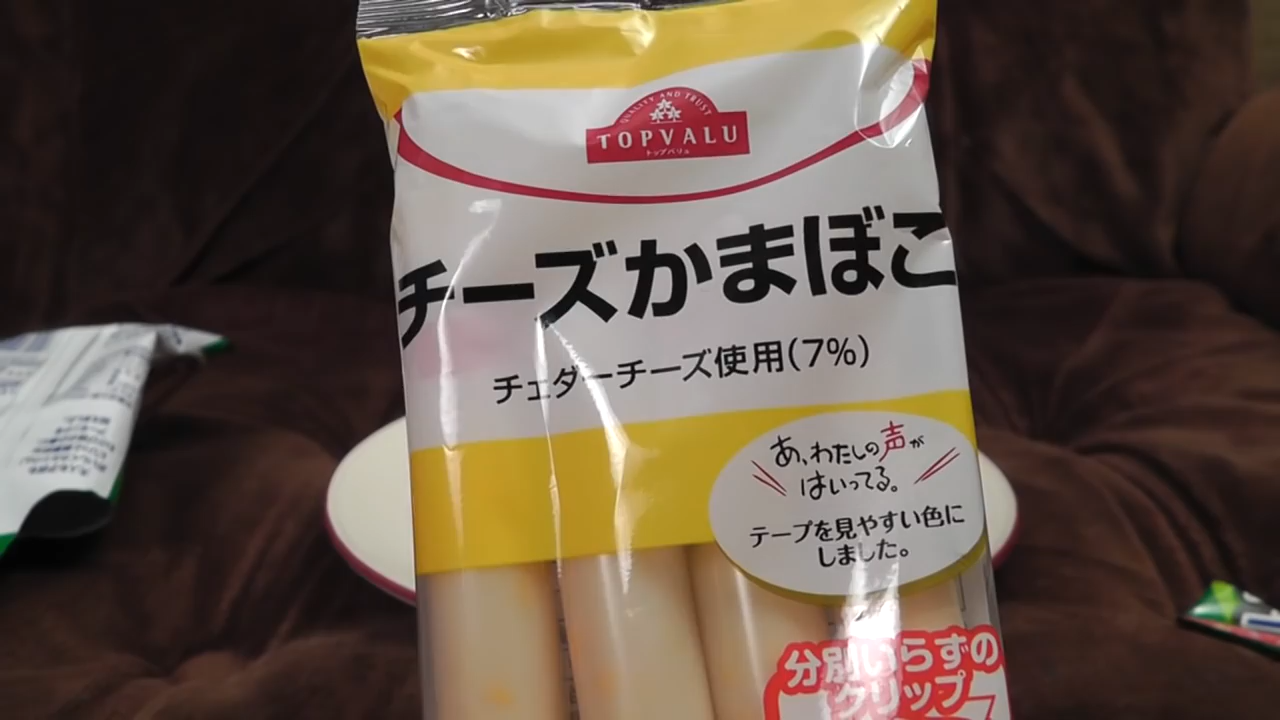 QUALITY AND TRUST
TOPVALU
トップバリュ
チーズかまぼこ
チェダーチーズ使用(7%)
あ、わたしの声が
はいってる。
テープを見やすい色に
しました。
分別いらずの
クリップ